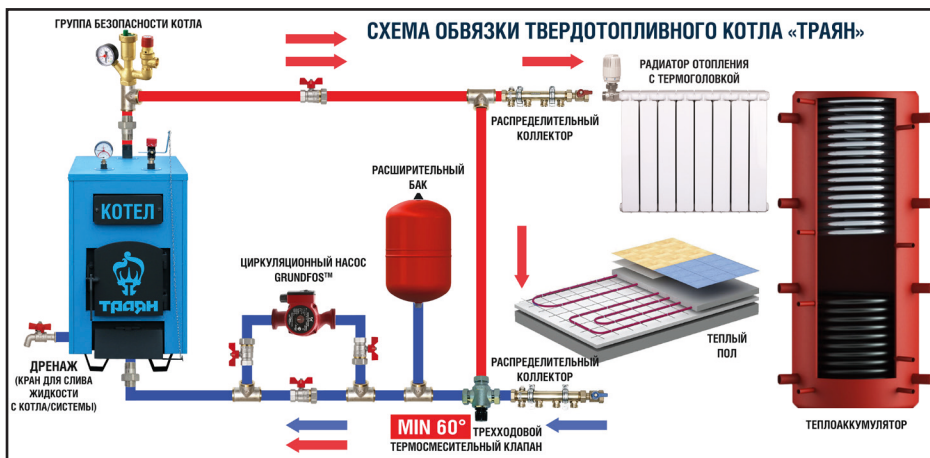 ГРУППА БЕЗОПАСНОСТИ КОТЛА
СХЕМА ОБВЯЗКИ ТВЕРДОТОПЛИВНОГО КОТЛА «ТРАЯН»
РАДИАТОР ОТОПЛЕНИЯ
С ТЕРМОГОЛОВКОЙ
РАСПРЕДЕЛИТЕЛЬНЫЙ
КОЛЛЕКТОР
РАСШИРИТЕЛЬНЫЙ
БАК
КОТЕЛ
ТРАЯН
ЦИРКУЛЯЦИОННЫЙ НАСОС
GRUNDFOS™
ТЕПЛЫЙ
ПОЛ
ДРЕНАЖ
(КРАН ДЛЯ СЛИВА
ЖИДКОСТИ
С КОТЛА/СИСТЕМЫ)
РАСПРЕДЕЛИТЕЛЬНЫЙ
КОЛЛЕКТОР
MIN 60° ТРЕХХОДОВОЙ
ТЕРМОСМЕСИТЕЛЬНЫЙ КЛАПАН
ТЕПЛОАККУМУЛЯТОР